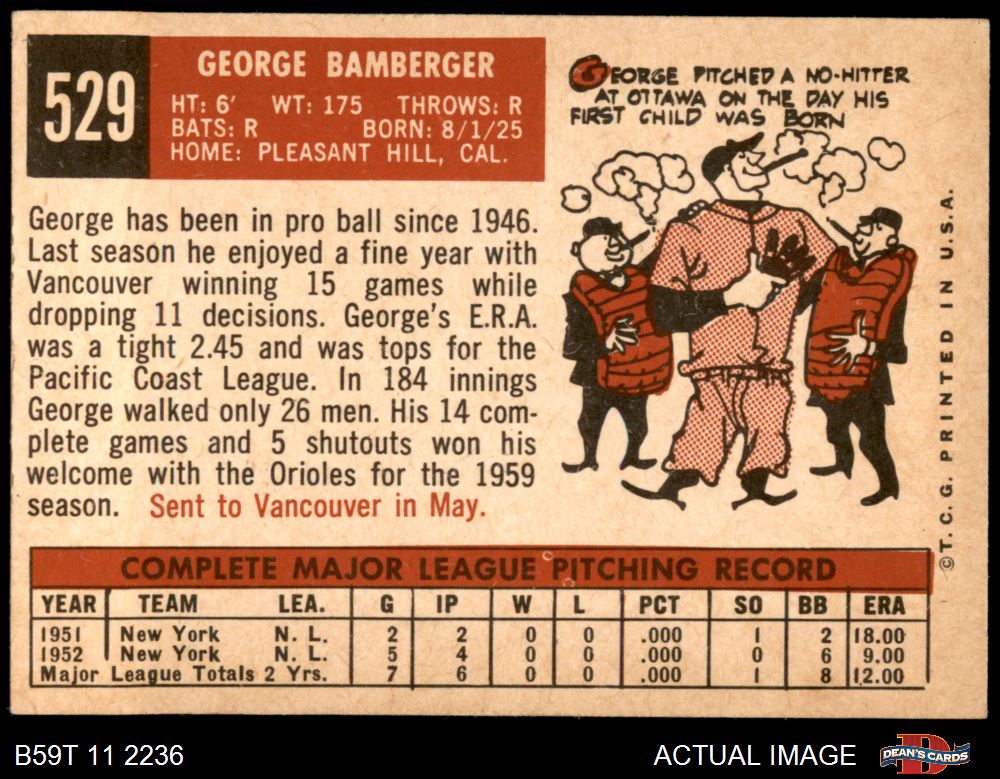 529
GEORGE BAMBERGER
HT: 6' WT: 175 THROWS: R
BATS: R BORN: 8/1/25
HOME: PLEASANT HILL, CAL.
GEORGE PITCHED A NO-HITTER
AT OTTAWA ON THE DAY HIS
FIRST CHILD WAS BORN
George has been in pro ball since 1946.
Last season he enjoyed a fine year with
Vancouver winning 15 games while
dropping 11 decisions. George's E.R.A.
was a tight 2.45 and was tops for the
Pacific Coast League. In 184 innings
George walked only 26 men. His 14 com-
plete games and 5 shutouts won his
welcome with the Orioles for the 1959
season. Sent to Vancouver in May.
©T. C. G. PRINTED IN U.S.A.
COMPLETE MAJOR LEAGUE PITCHING RECORD
YEAR TEAM LEA. G IP W L PCT SO BB ERA
1951 New York N. L. 2 2 0 0 .000 1 2 18.00
1952 New York N. L. 5 4 0 0 .000 0 6 9.00
Major League Totals 2 Yrs. 7 6 0 0 .000 1 8 12.00
B59T 11 2236
ACTUAL IMAGE
DEAN'S CARDS